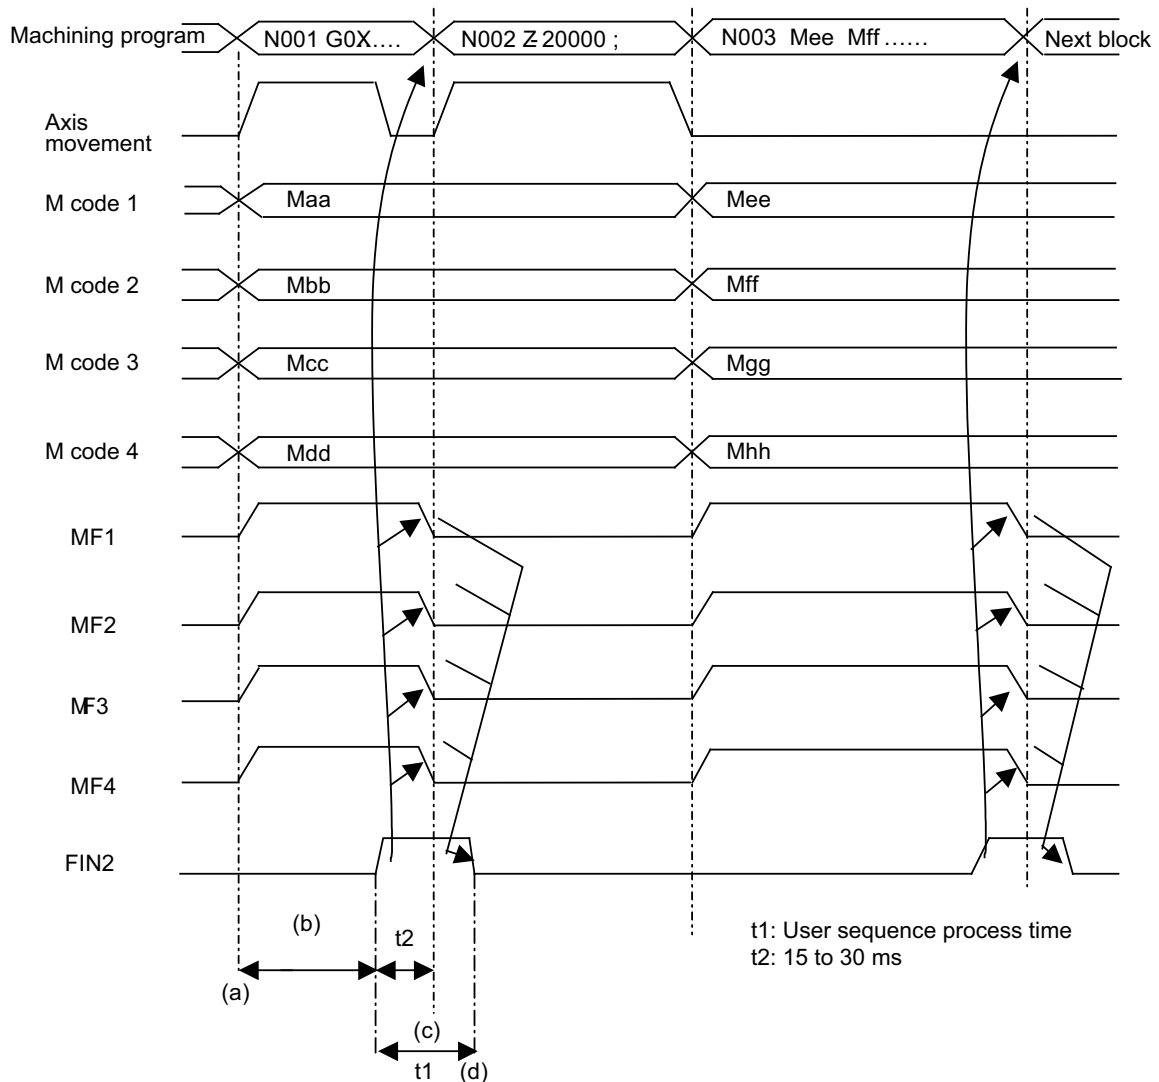 Machining program
N001 G0X....
N002 Z 20000 ;
N003 Mee Mff ......
Next block
Axis
movement
M code 1
Maa
Mee
M code 2
Mbb
Mff
M code 3
Mcc
Mgg
M code 4
Mdd
Mhh
MF1
MF2
MF3
MF4
FIN2
(b)
t2
(a)
(c)
t1
(d)
t1: User sequence process time
t2: 15 to 30 ms